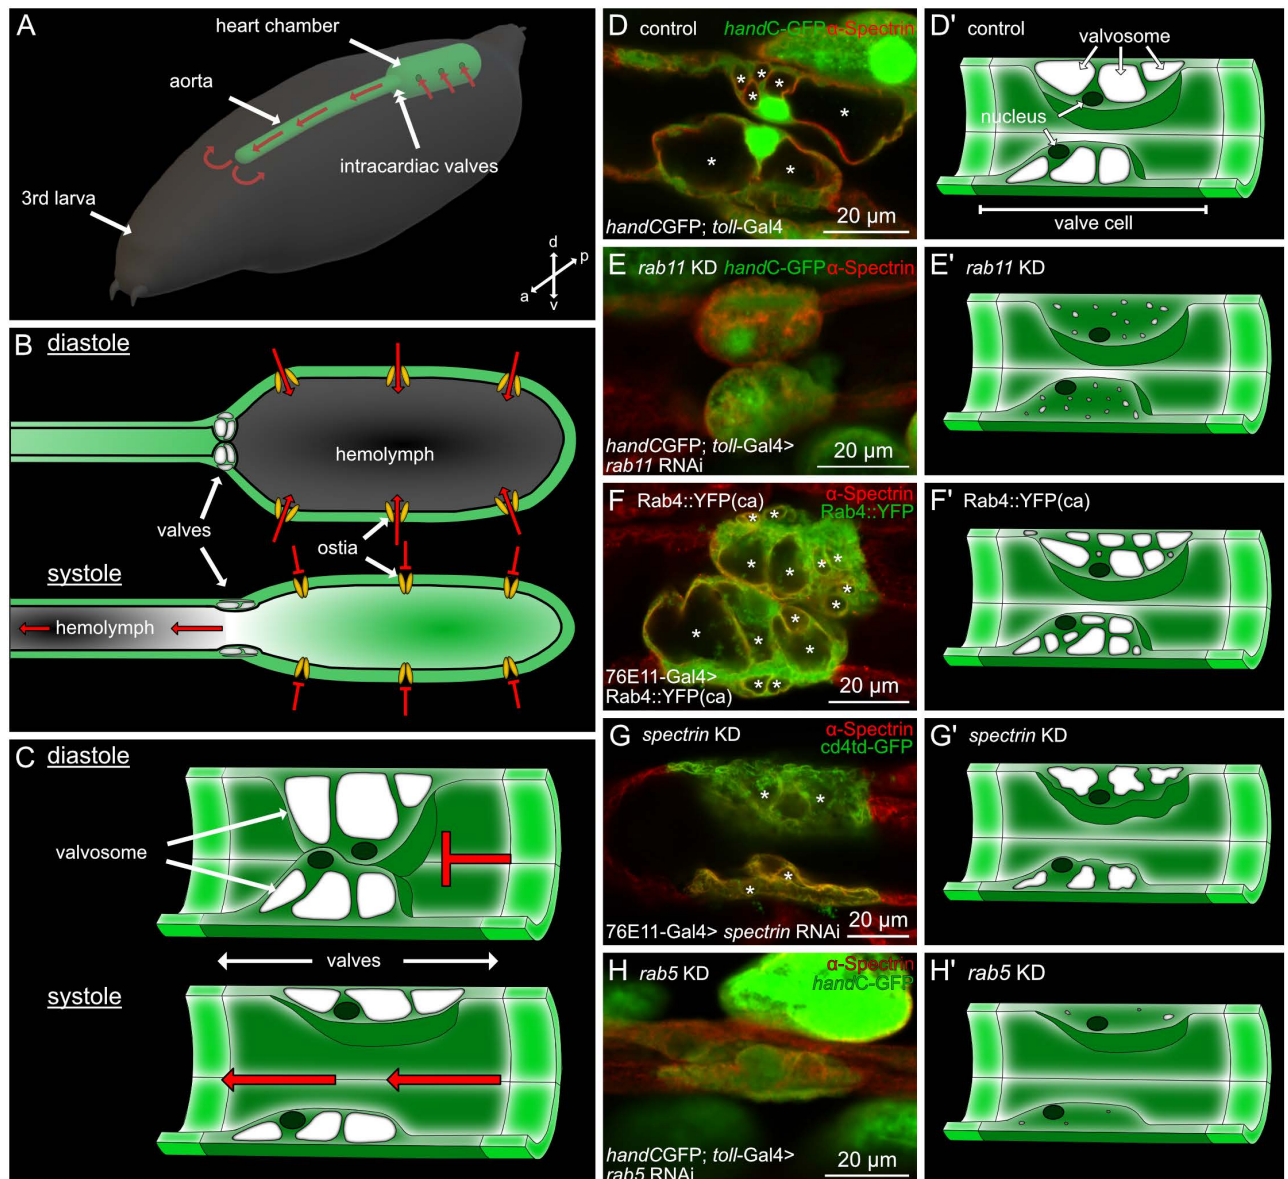 A
heart chamber
aorta
intracardiac valves
3rd larva
d
p
a
v
B diastole
hemolymph
valves
ostia
systole
hemolymph
C diastole
valvosome
valves
systole
D control handC-GFP α-Spectrin
20 µm
handCGFP; toll-Gal4
D' control
valvosome
nucleus
valve cell
E rab11 KD handC-GFP α-Spectrin
handCGFP; toll-Gal4>
rab11 RNAi
20 µm
E' rab11 KD
F Rab4::YFP(ca) α-Spectrin
Rab4::YFP
76E11-Gal4>
Rab4::YFP(ca)
20 µm
F' Rab4::YFP(ca)
G spectrin KD α-Spectrin
cd4td-GFP
20 µm
76E11-Gal4> spectrin RNAi
G' spectrin KD
H rab5 KD α-Spectrin
handC-GFP
handCGFP; toll-Gal4>
rab5 RNAi
20 µm
H' rab5 KD